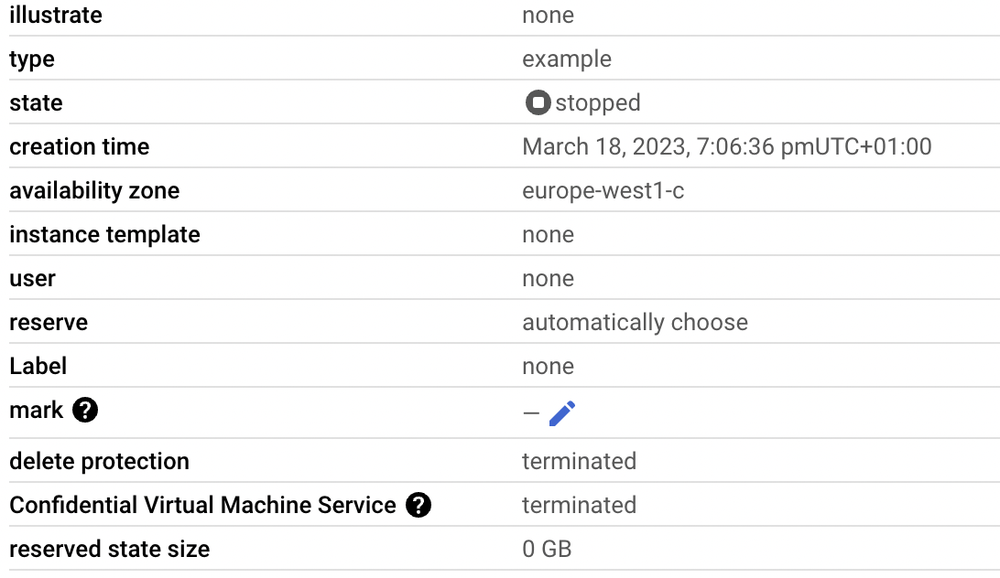 illustrate none
type example
state stopped
creation time March 18, 2023, 7:06:36 pmUTC+01:00
availability zone europe-west1-c
instance template none
user none
reserve automatically choose
Label none
mark ? —
delete protection terminated
Confidential Virtual Machine Service ? terminated
reserved state size 0 GB